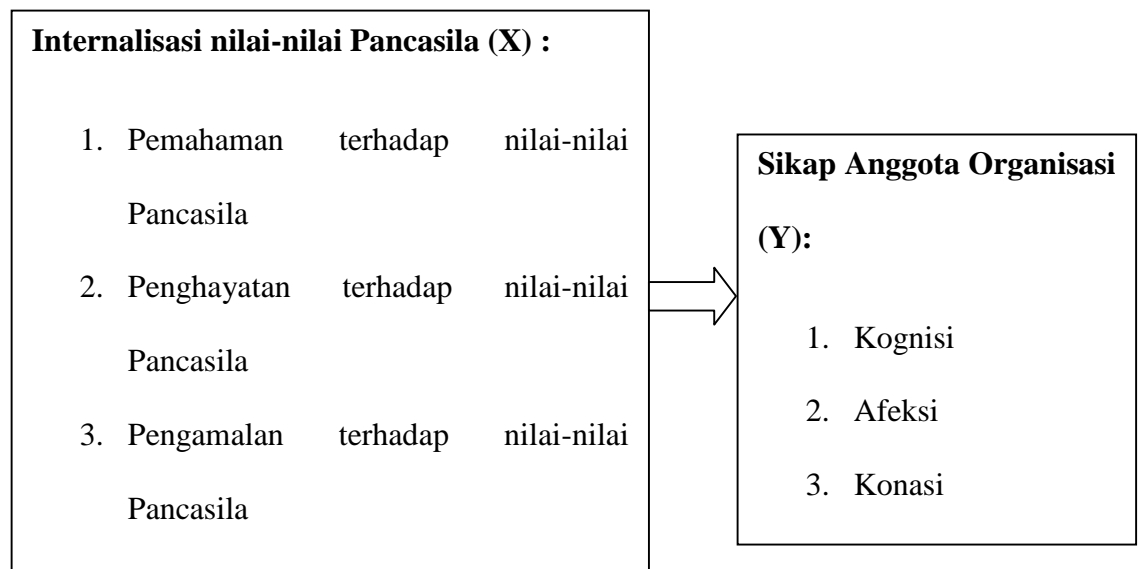 Internalisasi nilai-nilai Pancasila (X) :
1. Pemahaman terhadap nilai-nilai
Pancasila
2. Penghayatan terhadap nilai-nilai
Pancasila
3. Pengamalan terhadap nilai-nilai
Pancasila
Sikap Anggota Organisasi
(Y):
1. Kognisi
2. Afeksi
3. Konasi